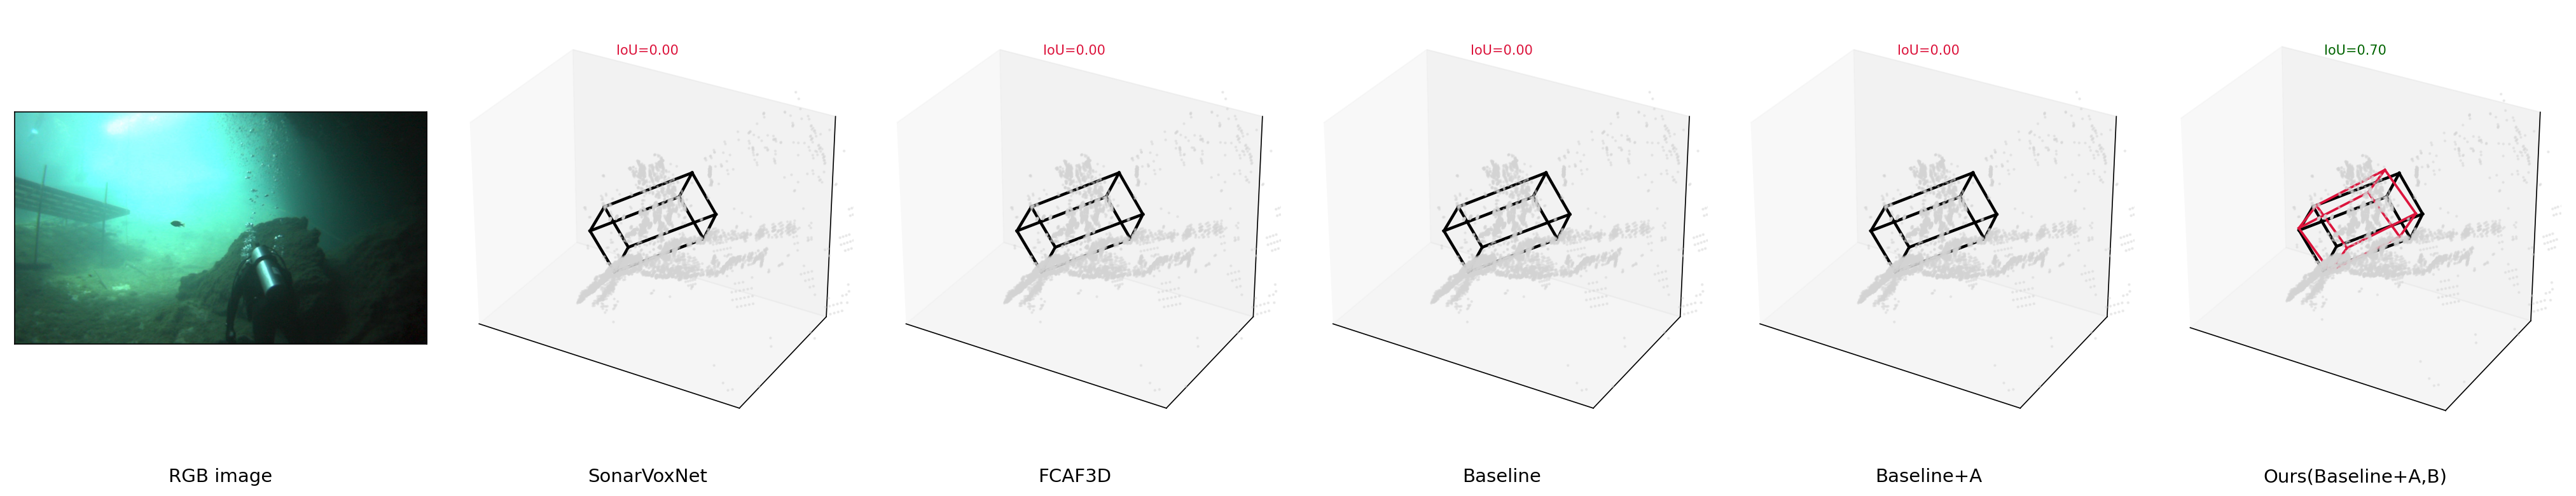 IoU=0.00
IoU=0.00
IoU=0.00
IoU=0.00
IoU=0.70
RGB image
SonarVoxNet
FCAF3D
Baseline
Baseline+A
Ours(Baseline+A,B)